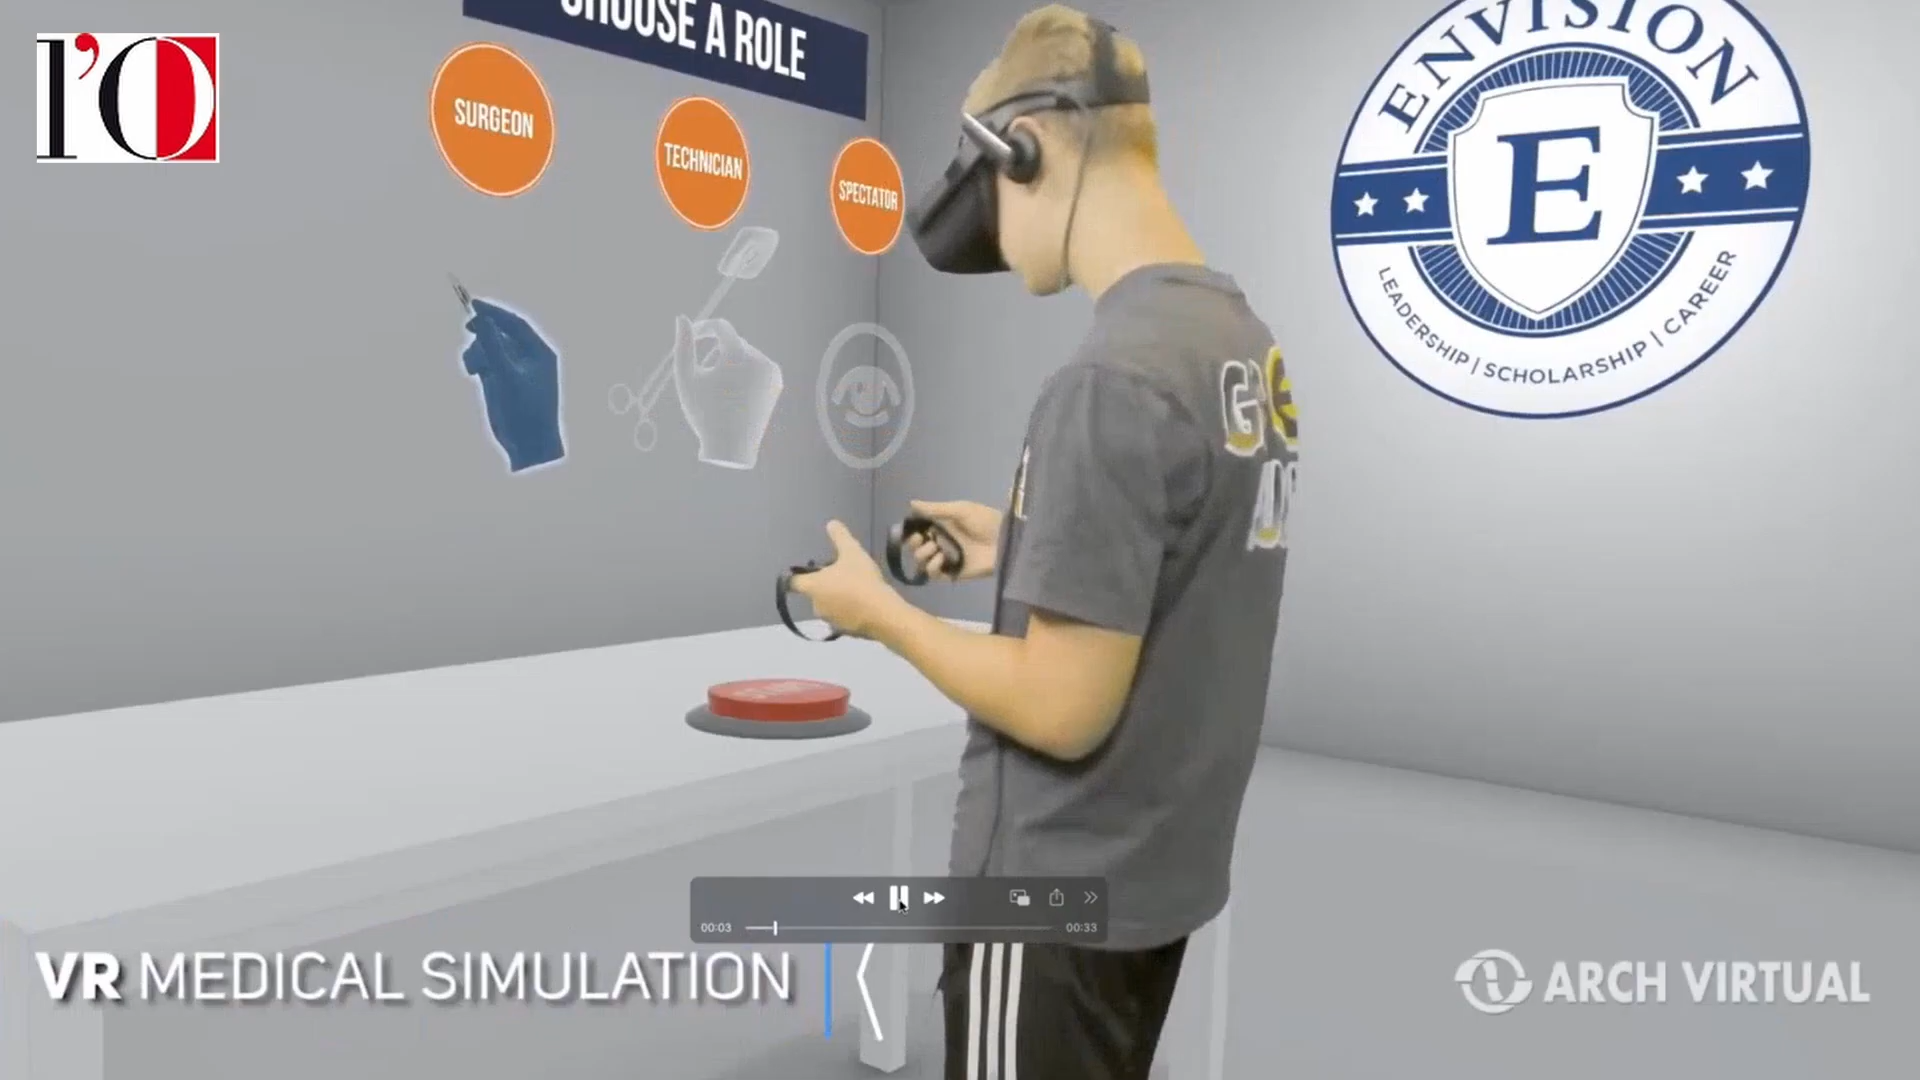 l'O
CHOOSE A ROLE
SURGEON
TECHNICIAN
SPECTATOR
ENVISION
E
LEADERSHIP | SCHOLARSHIP | CAREER
00:03
00:33
VR MEDICAL SIMULATION
ARCH VIRTUAL